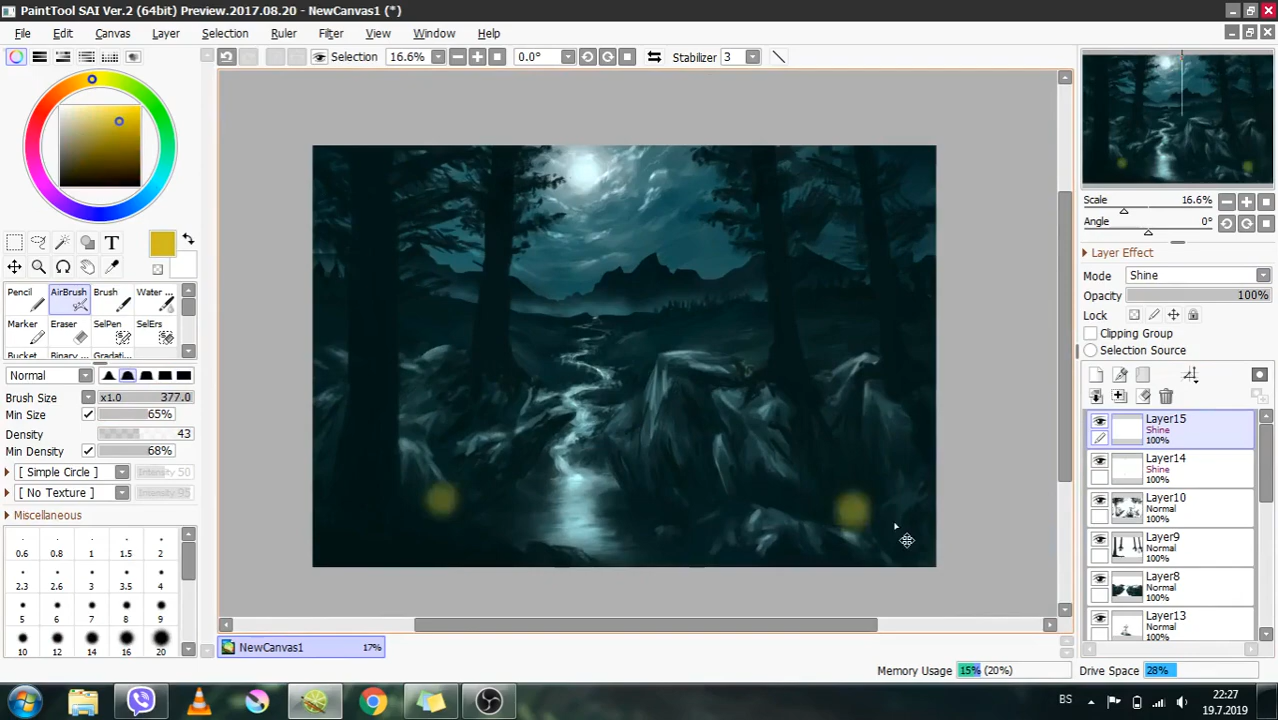 PaintTool SAI Ver.2 (64bit) Preview.2017.08.20 - NewCanvas1 (*)
File Edit Canvas Layer Selection Ruler Filter View Window Help
Selection 16.6% 0.0° Stabilizer 3
Scale 16.6%
Angle 0°
Layer Effect
Mode Shine
Opacity 100%
Lock
Clipping Group
Selection Source
T
Pencil AirBrush Brush Water
Marker Eraser SelPen SelErs
Bucket Binary Gradati
Normal
Brush Size x1.0 377.0
Min Size 65%
Density 43
Min Density 68%
[ Simple Circle ] Intensity 50
[ No Texture ] Intensity 95
Miscellaneous
0.6 0.8 1 1.5 2
2.3 2.6 3 3.5 4
5 6 7 8 9
10 12 14 16 20
Layer15
Shine
100%
Layer14
Shine
100%
Layer10
Normal
100%
Layer9
Normal
100%
Layer8
Normal
100%
Layer13
Normal
100%
NewCanvas1 17%
Memory Usage 15% (20%) Drive Space 28%
BS 22:27
19.7.2019